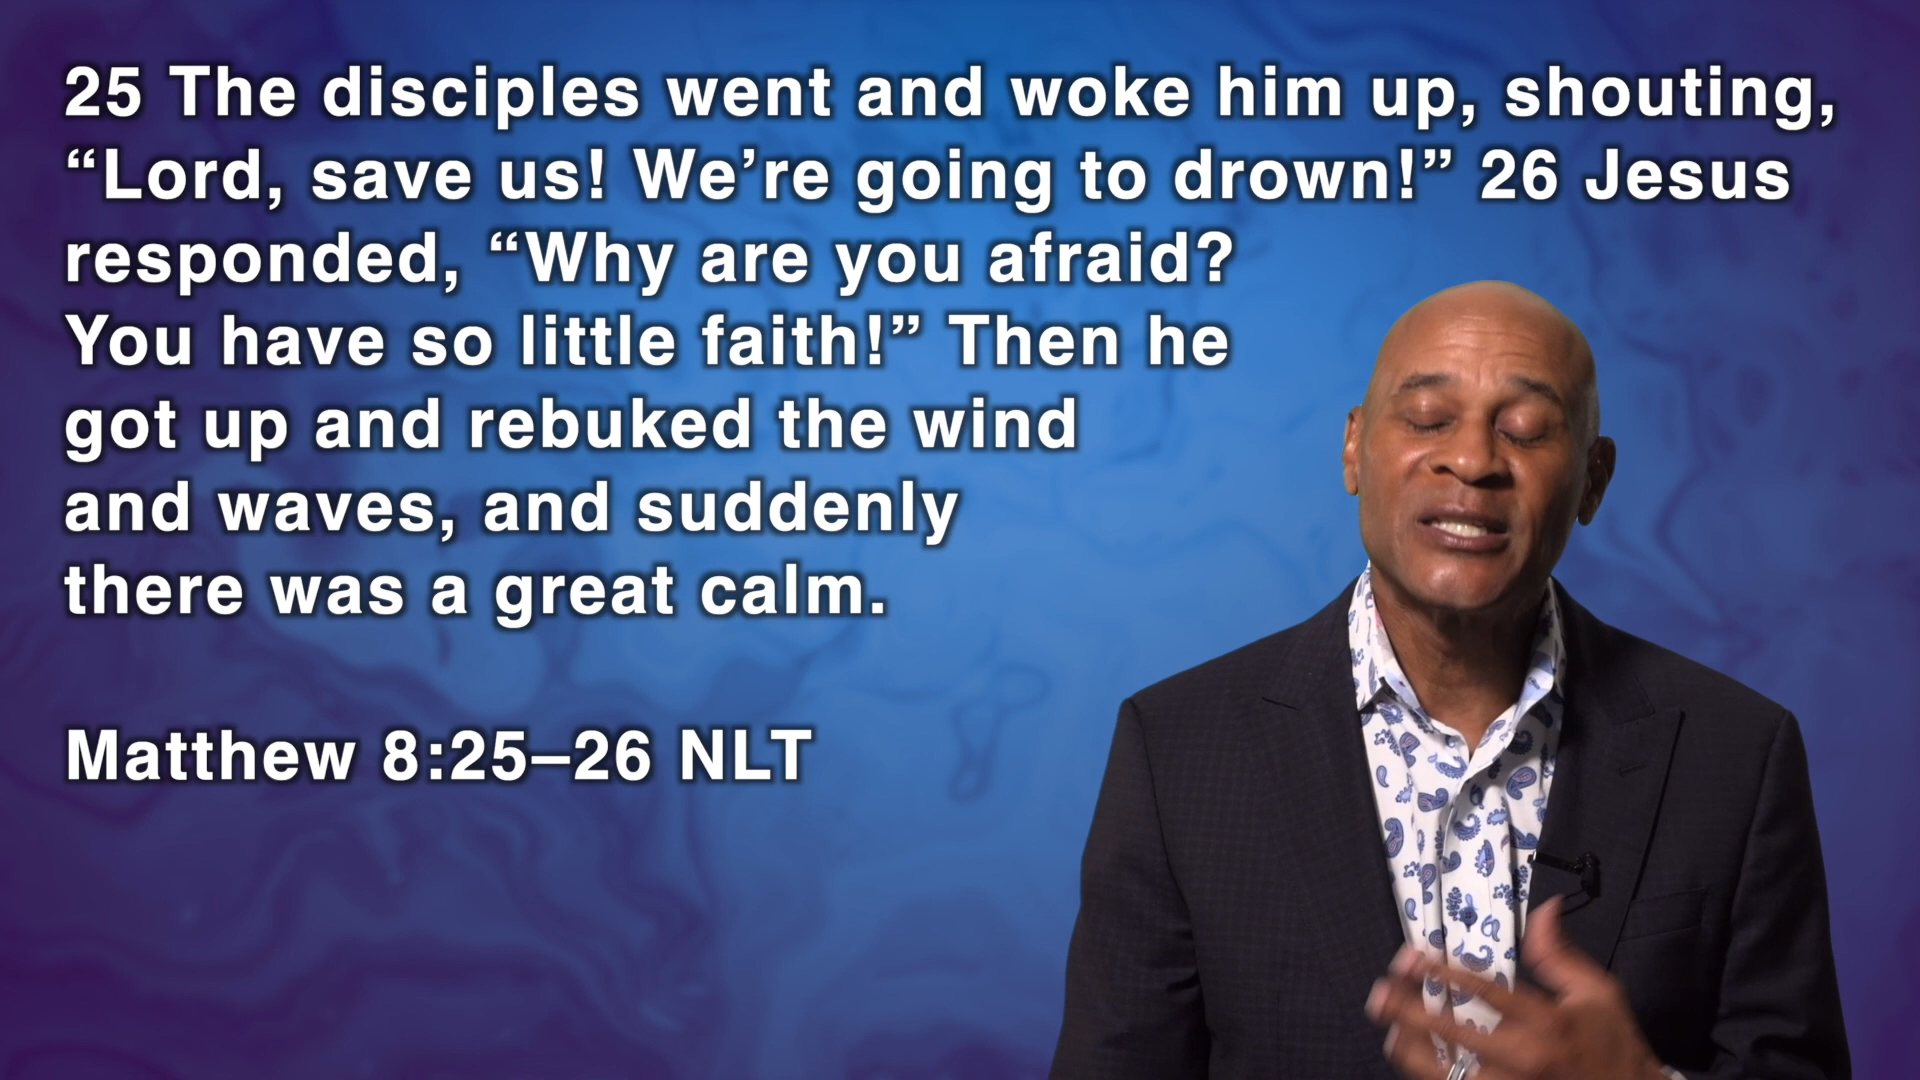 25 The disciples went and woke him up, shouting,
“Lord, save us! We’re going to drown!” 26 Jesus
responded, “Why are you afraid?
You have so little faith!” Then he
got up and rebuked the wind
and waves, and suddenly
there was a great calm.
Matthew 8:25–26 NLT